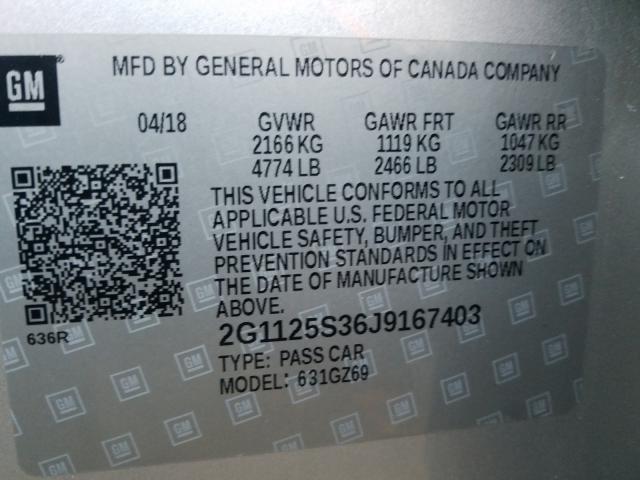 GM
MFD BY GENERAL MOTORS OF CANADA COMPANY
04/18 GVWR GAWR FRT GAWR RR
2166 KG 1119 KG 1047 KG
4774 LB 2466 LB 2309 LB
THIS VEHICLE CONFORMS TO ALL
APPLICABLE U.S. FEDERAL MOTOR
VEHICLE SAFETY, BUMPER, AND THEFT
PREVENTION STANDARDS IN EFFECT ON
THE DATE OF MANUFACTURE SHOWN
ABOVE.
636R
2G1125S36J9167403
TYPE: PASS CAR
MODEL: 631GZ69